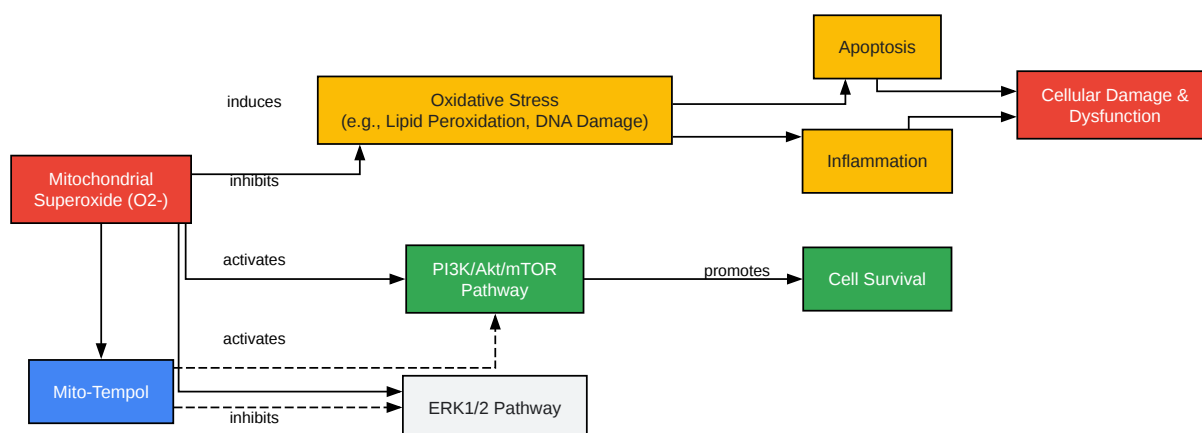 Apoptosis
induces
Oxidative Stress
(e.g., Lipid Peroxidation, DNA Damage)
Cellular Damage &
Dysfunction
Inflammation
Mitochondrial
Superoxide (O2-)
inhibits
activates
PI3K/Akt/mTOR
Pathway
promotes
Cell Survival
activates
Mito-Tempol
ERK1/2 Pathway
inhibits